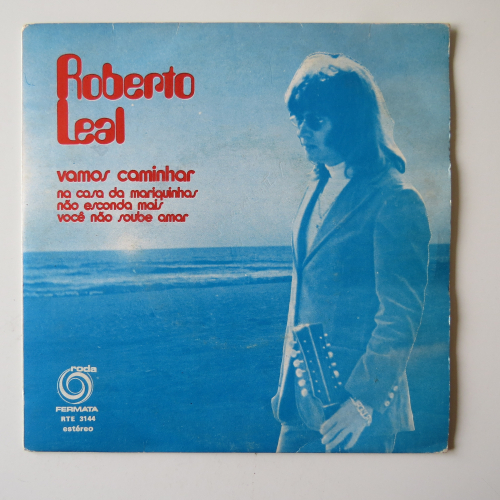 Roberto
Leal
vamos caminhar
na casa da mariquinhas
não esconda mais
você não soube amar
roda
FERMATA
RTE 3144
estéreo